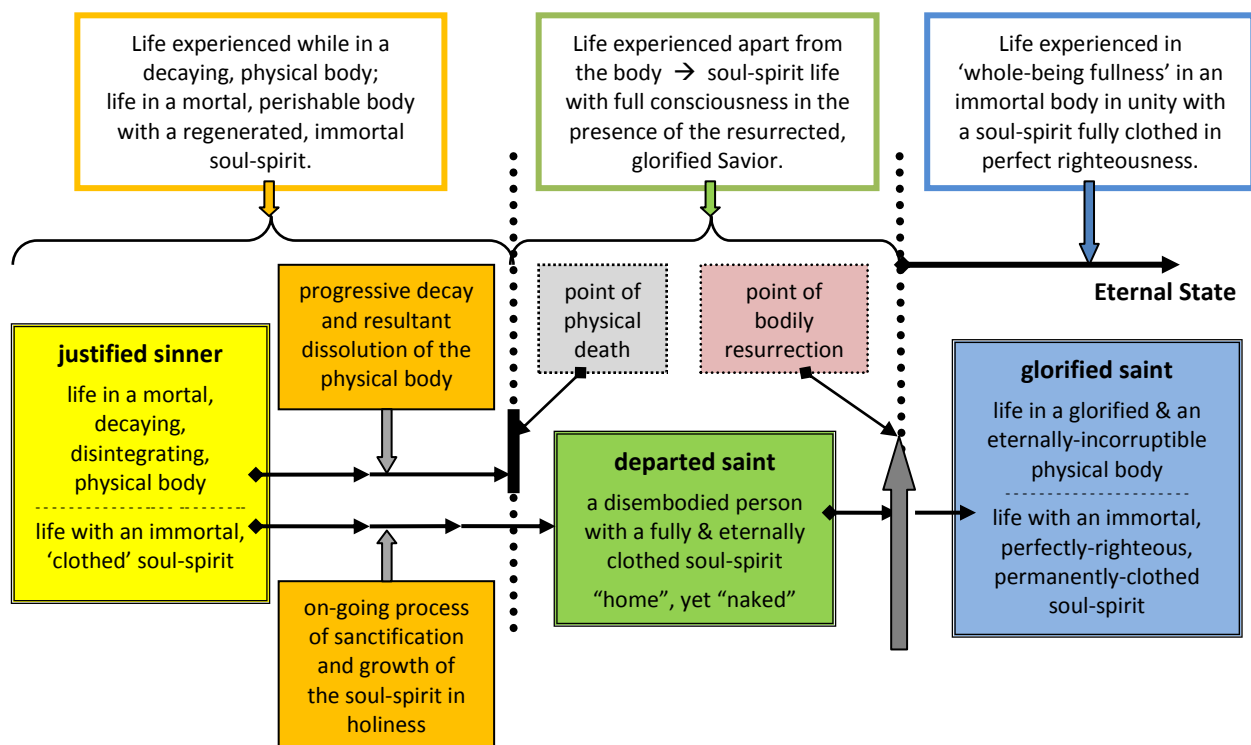 Life experienced while in a
decaying, physical body;
life in a mortal, perishable body
with a regenerated, immortal
soul-spirit.
Life experienced apart from
the body → soul-spirit life
with full consciousness in the
presence of the resurrected,
glorified Savior.
Life experienced in
‘whole-being fullness’ in an
immortal body in unity with
a soul-spirit fully clothed in
perfect righteousness.
Eternal State
justified sinner
life in a mortal,
decaying,
disintegrating,
physical body
life with an immortal,
‘clothed’ soul-spirit
progressive decay
and resultant
dissolution of the
physical body
on-going process
of sanctification
and growth of
the soul-spirit in
holiness
point of
physical
death
point of
bodily
resurrection
departed saint
a disembodied person
with a fully & eternally
clothed soul-spirit
“home”, yet “naked”
glorified saint
life in a glorified & an
eternally-incorruptible
physical body
life with an immortal,
perfectly-righteous,
permanently-clothed
soul-spirit